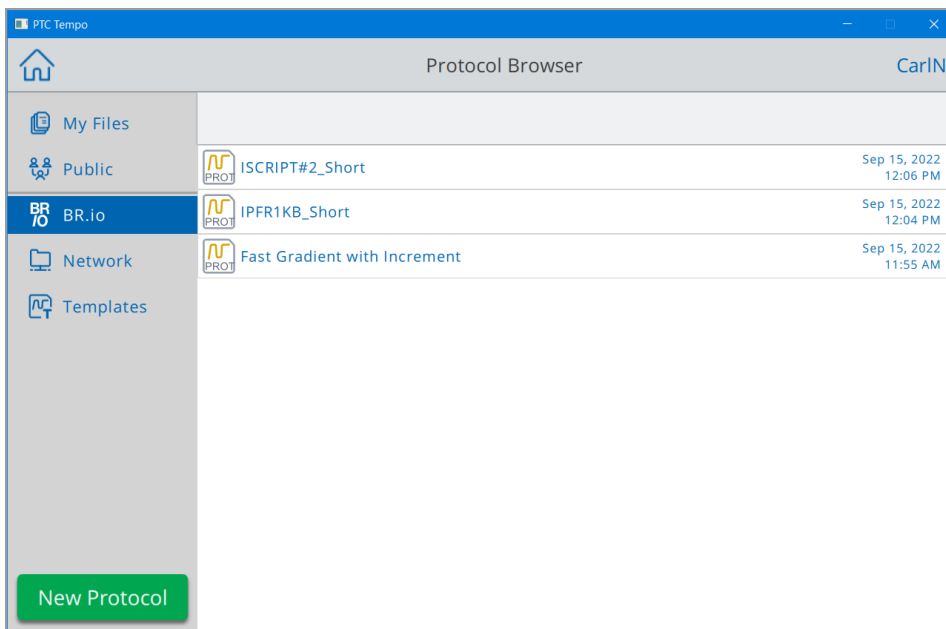 PTC Tempo
Protocol Browser
CarlN
My Files
Public
BR.io
Network
Templates
New Protocol
PROT ISCRIPT#2_Short Sep 15, 2022
12:06 PM
PROT IPFR1KB_Short Sep 15, 2022
12:04 PM
PROT Fast Gradient with Increment Sep 15, 2022
11:55 AM
BR
IO
T